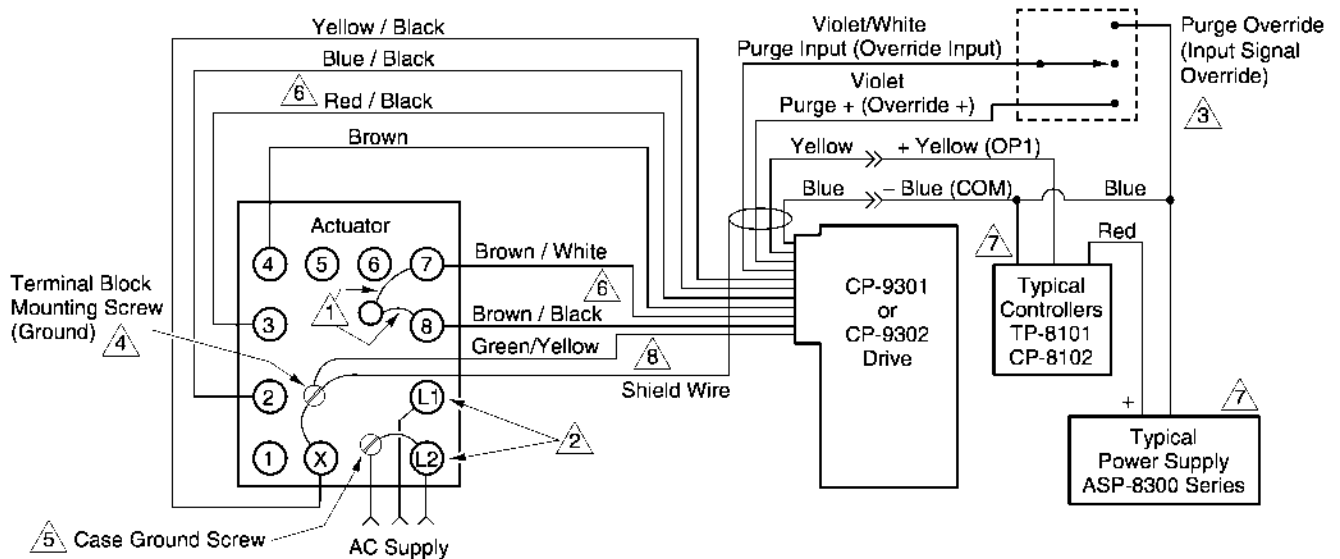 Yellow / Black
Blue / Black
6
Red / Black
Brown
Violet/White
Purge Input (Override Input)
Violet
Purge + (Override +)
Purge Override
(Input Signal
Override)
3
Yellow
+ Yellow (OP1)
Blue
– Blue (COM)
Blue
Red
7
Actuator
4
5
6
7
3
1
8
2
L1
1
X
L2
Terminal Block
Mounting Screw
(Ground)
4
Brown / White
6
Brown / Black
Green/Yellow
8
Shield Wire
2
CP-9301
or
CP-9302
Drive
Typical
Controllers
TP-8101
CP-8102
+
7
Typical
Power Supply
ASP-8300 Series
5
Case Ground Screw
AC Supply